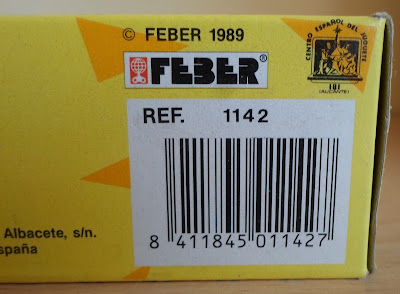 © FEBER 1989
FEBER®
CENTRO ESPAÑOL DEL JUGUETE
IBI
(ALICANTE)
REF. 1142
8 411845 011427
Albacete, s/n.
spaña